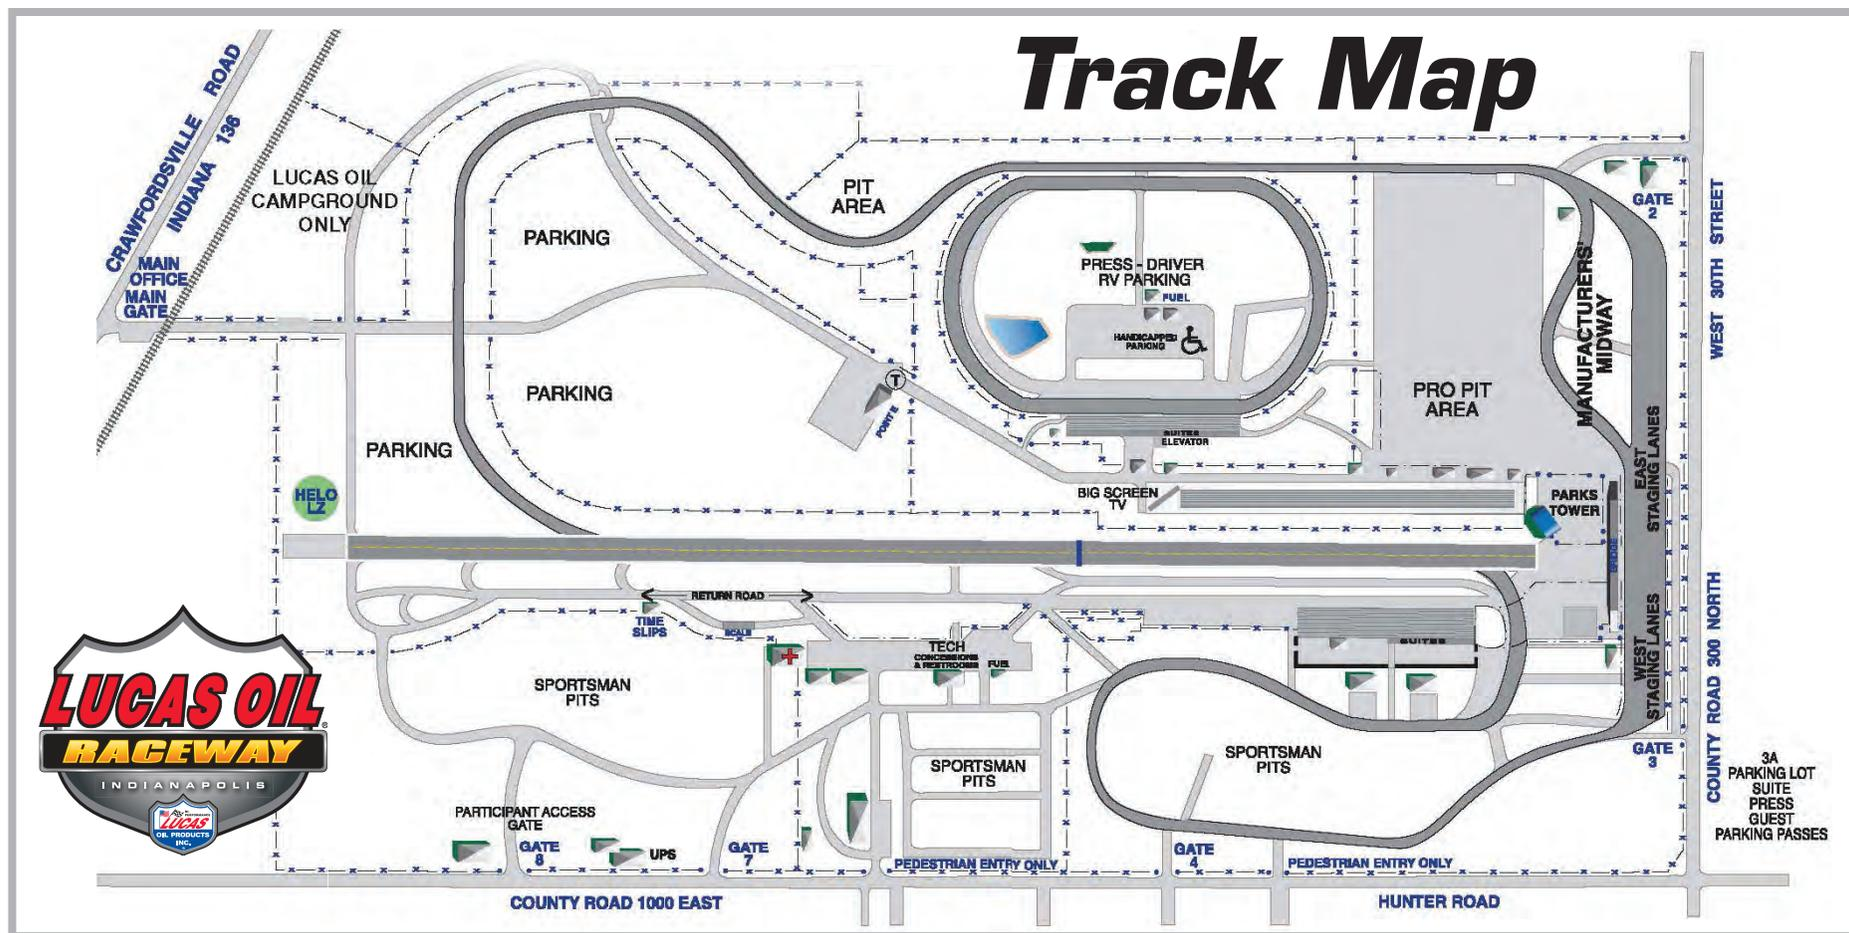 Track Map
CRAWFORDSVILLE ROAD
INDIANA 136
LUCAS OIL
CAMPGROUND
ONLY
MAIN
OFFICE
MAIN
GATE
PARKING
PIT
AREA
PARKING
PARKING
HELO
LZ
T
POINT E
PRESS - DRIVER
RV PARKING
FUEL
HANDICAPPED
PARKING
SUITES
ELEVATOR
BIG SCREEN
TV
PRO PIT
AREA
MANUFACTURERS'
MIDWAY
GATE
2
WEST 30TH STREET
PARKS
TOWER
BRIDGE
EAST
STAGING LANES
WEST
STAGING LANES
COUNTY ROAD 300 NORTH
RETURN ROAD
TIME
SLIPS
SCALE
TECH
CONCESSIONS
& RESTROOMS
FUEL
SUITES
SPORTSMAN
PITS
SPORTSMAN
PITS
SPORTSMAN
PITS
GATE
3
3A
PARKING LOT
SUITE
PRESS
GUEST
PARKING PASSES
PARTICIPANT ACCESS
GATE
GATE
8
UPS
GATE
7
PEDESTRIAN ENTRY ONLY
GATE
4
PEDESTRIAN ENTRY ONLY
COUNTY ROAD 1000 EAST
HUNTER ROAD
LUCAS OIL
RACEWAY
INDIANAPOLIS
LUCAS
OIL PRODUCTS
INC.